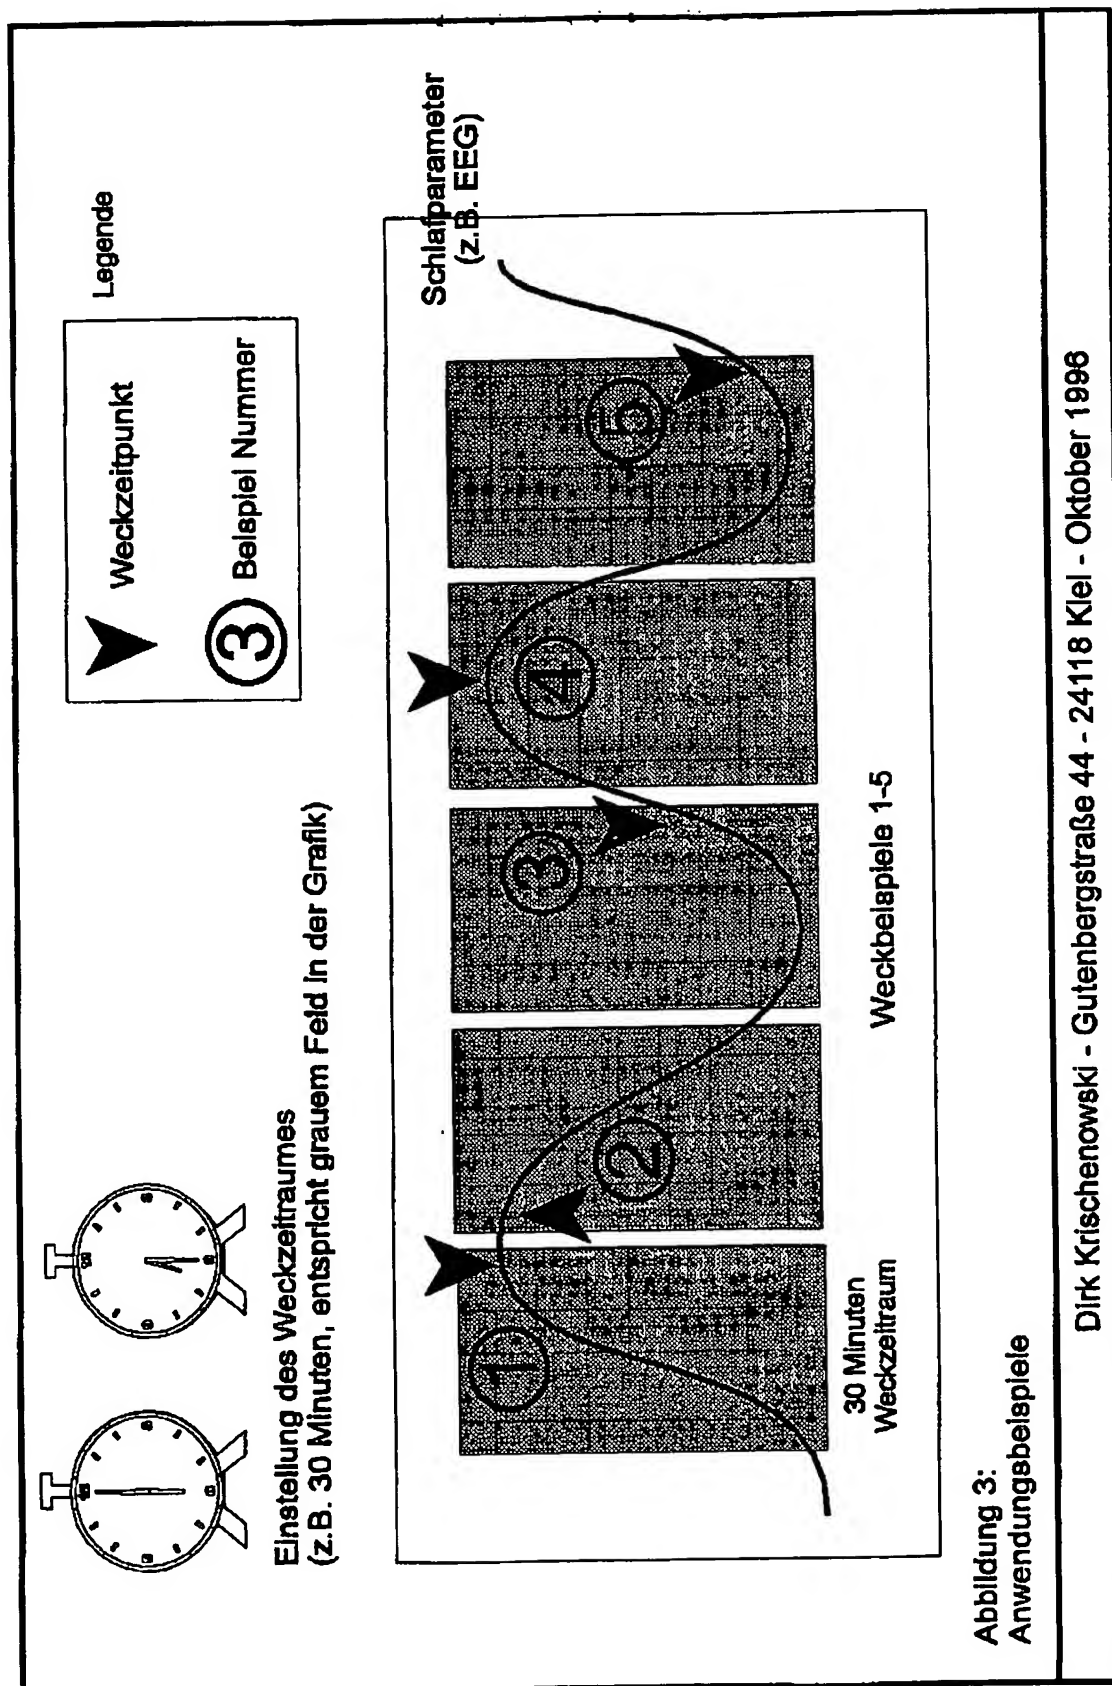 Einstellung des Weckzeitraumes
(z.B. 30 Minuten, entspricht grauem Feld in der Grafik)
Legende
Weckzeitpunkt
3 Beispiel Nummer
Schlafparameter
(z.B. EEG)
1
2
3
4
5
30 Minuten
Weckzeitraum
Weckbeispiele 1-5
Abbildung 3:
Anwendungsbeispiele
Dirk Krischenowski - Gutenbergstraße 44 - 24118 Kiel - Oktober 1996